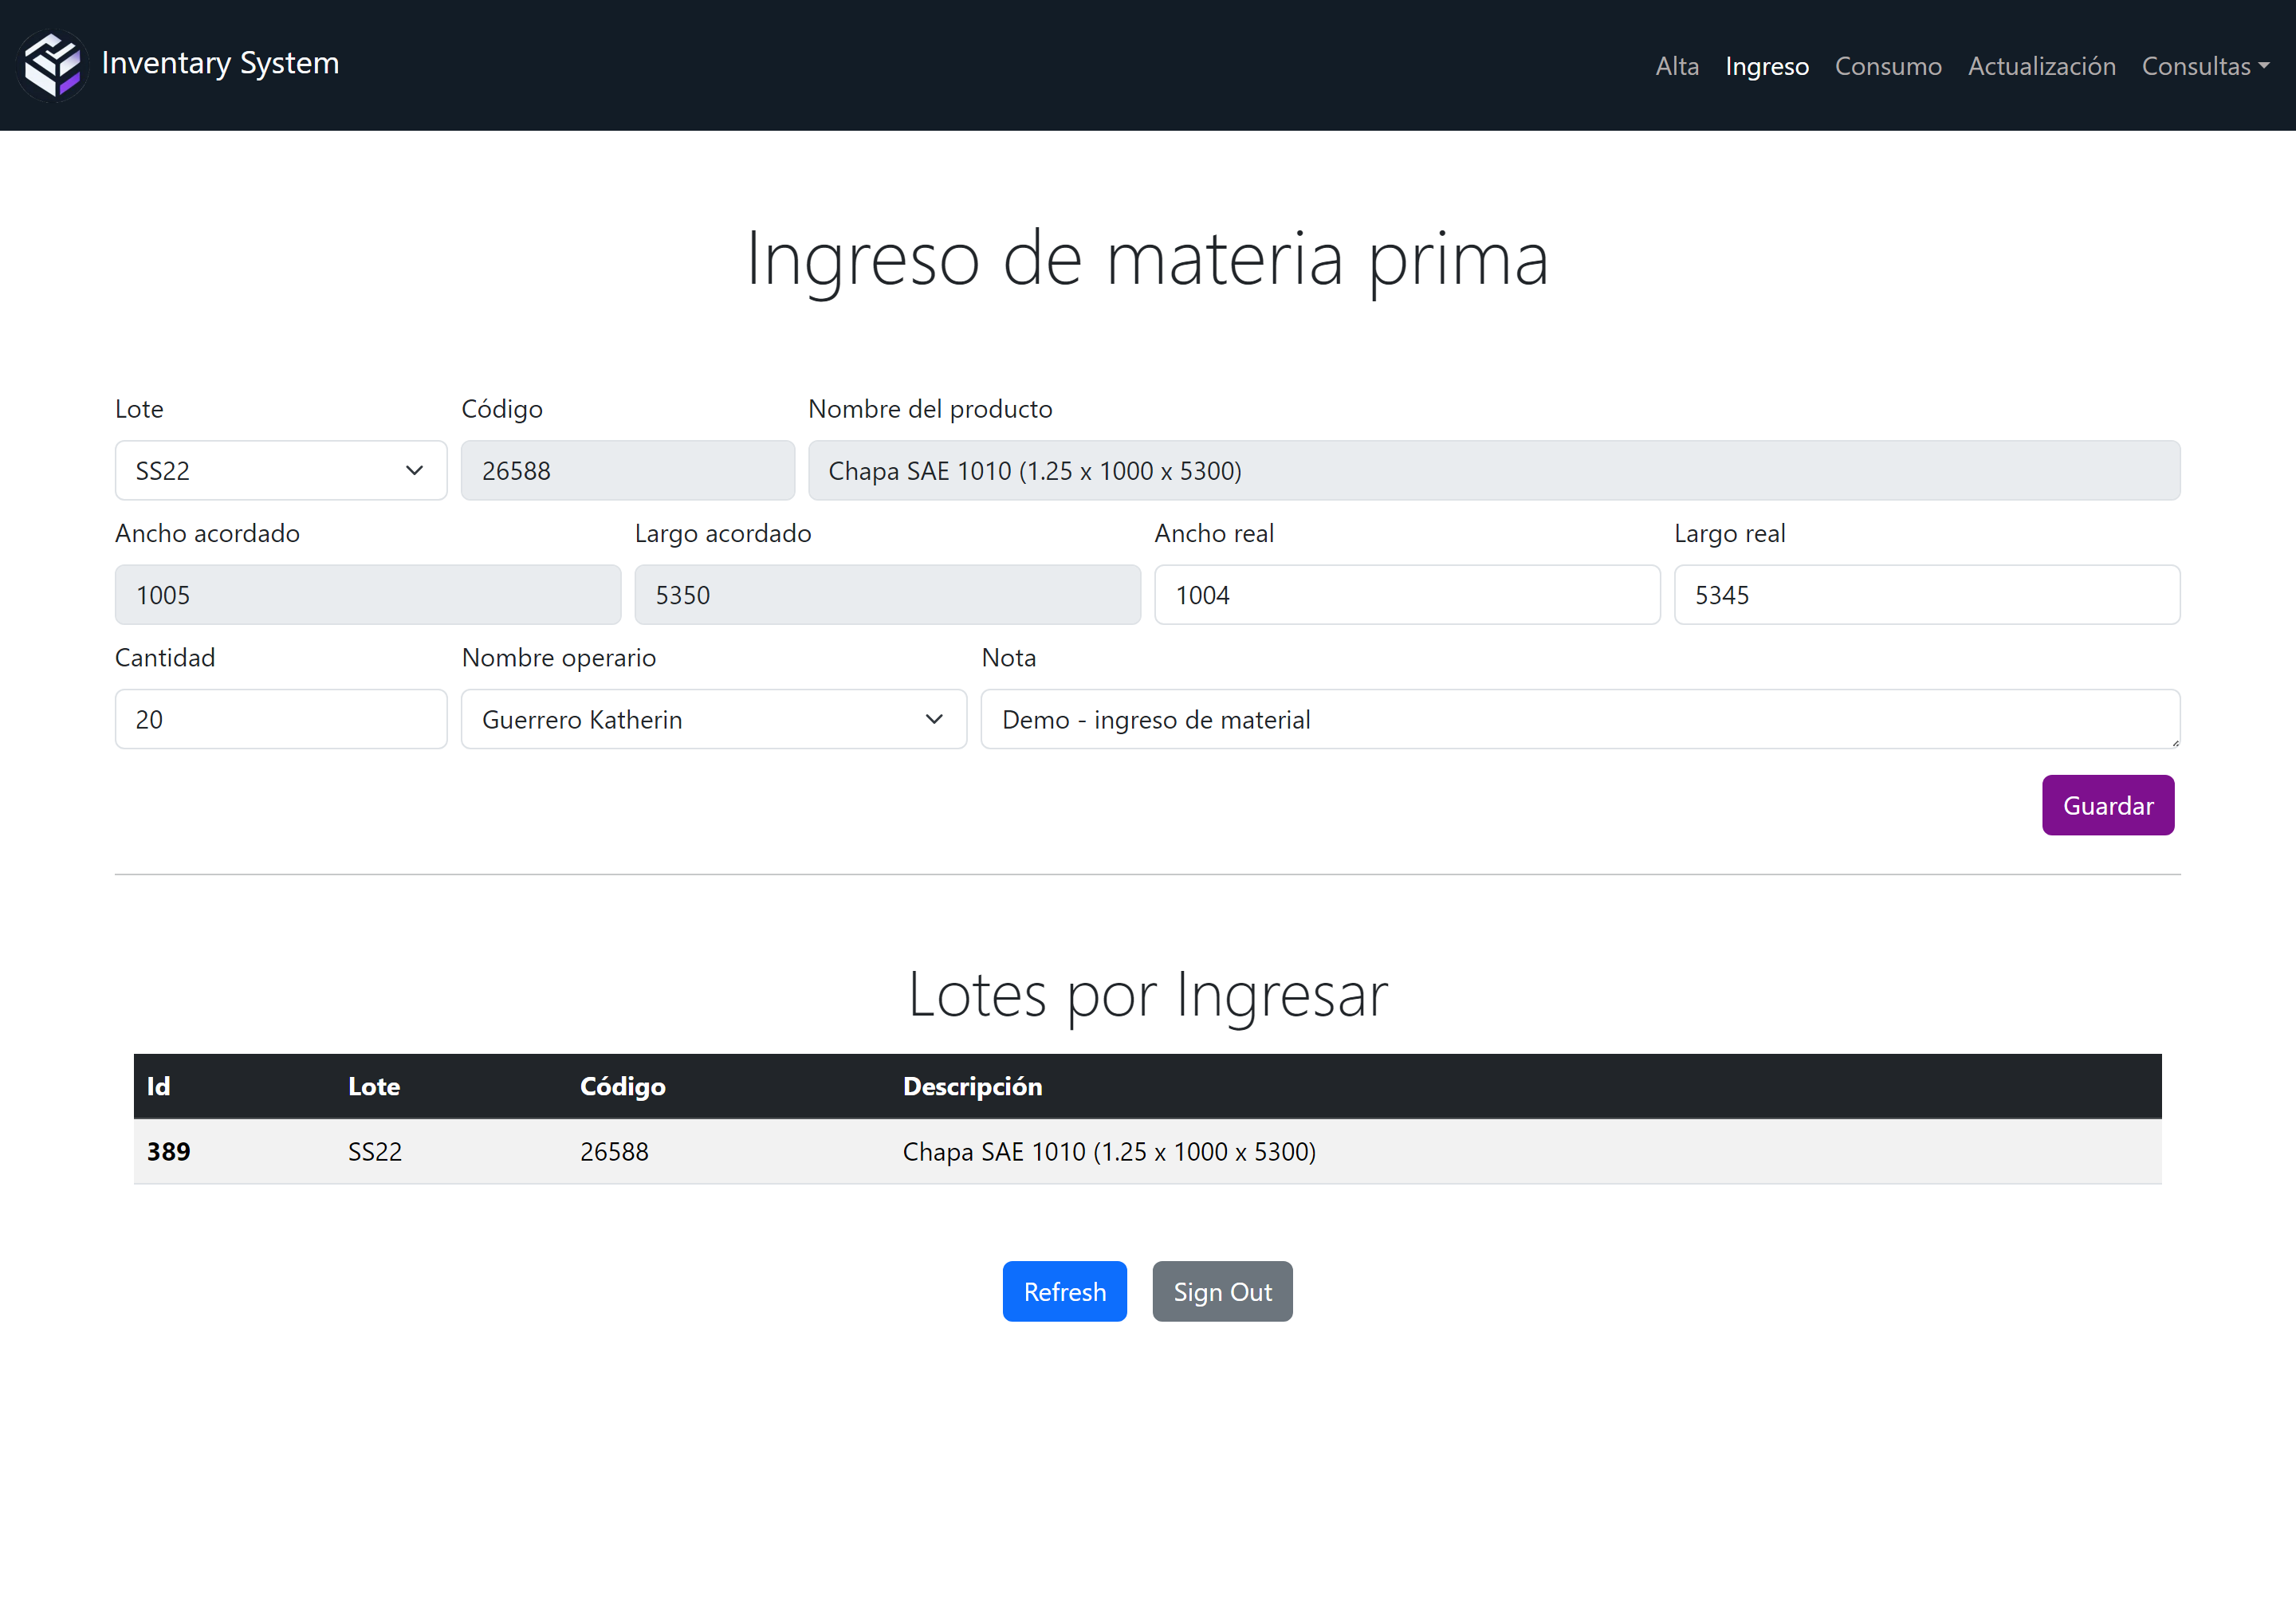 Inventary System
Alta Ingreso Consumo Actualización Consultas
Ingreso de materia prima
Lote Código Nombre del producto
SS22 26588 Chapa SAE 1010 (1.25 x 1000 x 5300)
Ancho acordado Largo acordado Ancho real Largo real
1005 5350 1004 5345
Cantidad Nombre operario Nota
20 Guerrero Katherin Demo - ingreso de material
Guardar
Lotes por Ingresar
Id Lote Código Descripción
389 SS22 26588 Chapa SAE 1010 (1.25 x 1000 x 5300)
Refresh Sign Out